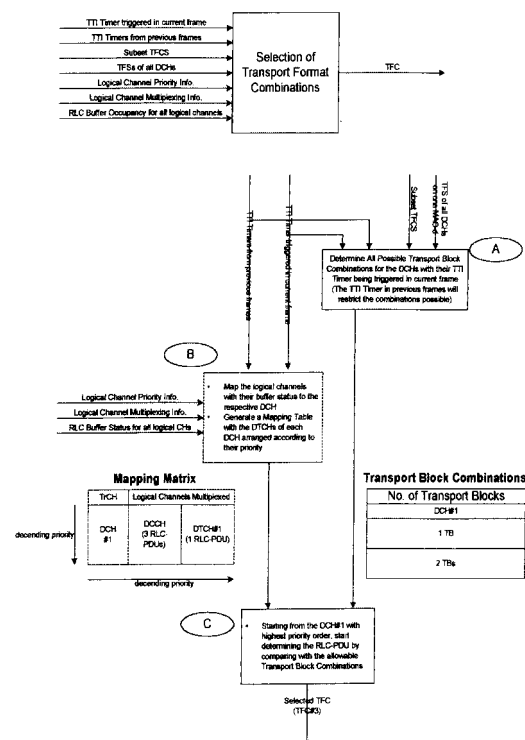 TTI Timer triggered in current frame
TTI Timers from previous frames
Subset TFCS
TFSs of all DCHs
Logical Channel Priority Info.
Logical Channel Multiplexing Info.
RLC Buffer Occupancy for all logical channels
Selection of
Transport Format
Combinations
TFC
TTI Timers from previous frames
TTI Timer triggered in current frame
Subset TFCS
TFS of all DCHs
on one MAC-d
A
Determine All Possible Transport Block
Combinations for the DCHs with their TTI
Timer being triggered in current frame
(The TTI Timer in previous frames will
restrict the combinations possible)
B
Logical Channel Priority Info.
Logical Channel Multiplexing Info.
RLC Buffer Status for all logical CHs
• Map the logical channels
with their buffer status to the
respective DCH
• Generate a Mapping Table
with the DTCHs of each
DCH arranged according to
their priority
Mapping Matrix
TrCH Logical Channels Multiplexed
DCH
#1
DCCH
(3 RLC-
PDUs)
DTCH#1
(1 RLC-PDU)
decending priority
decending priority
Transport Block Combinations
No. of Transport Blocks
DCH#1
1 TB
2 TBs
C
• Starting from the DCH#1 with
highest priority order, start
determining the RLC-PDU by
comparing with the allowable
Transport Block Combinations
Selected TFC
(TFC#3)